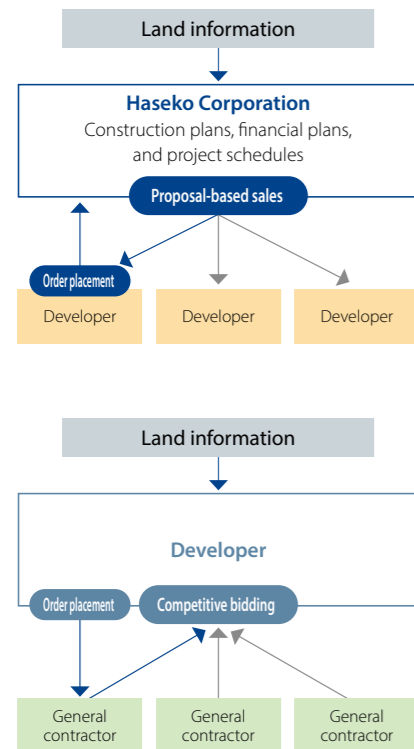 Land information
Haseko Corporation
Construction plans, financial plans,
and project schedules
Proposal-based sales
Order placement
Developer
Developer
Developer
Land information
Developer
Order placement
Competitive bidding
General
contractor
General
contractor
General
contractor